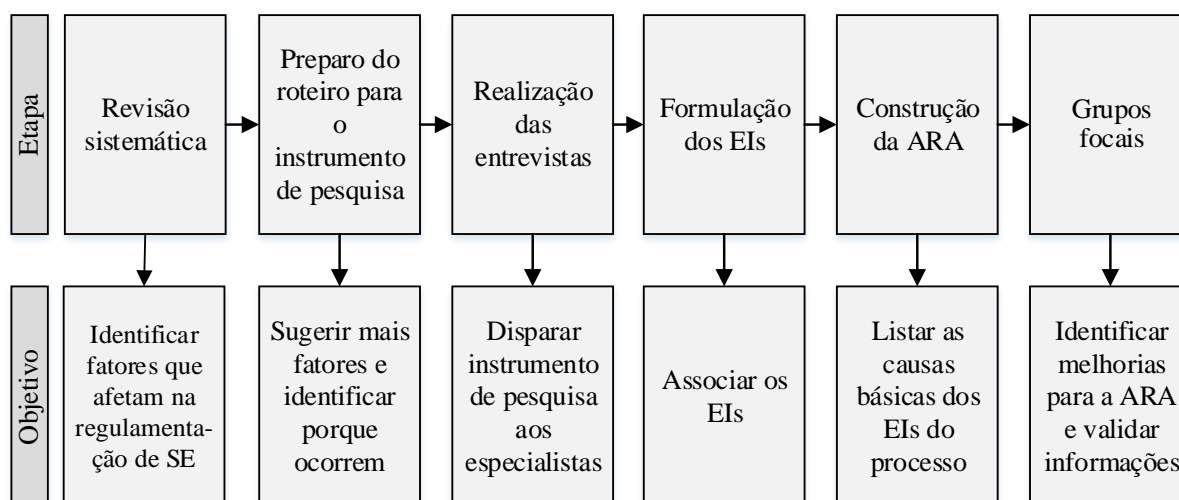 Etapa
Revisão
sistemática
Preparo do
roteiro para
o
instrumento
de pesquisa
Realização
das
entrevistas
Formulação
dos EIs
Construção
da ARA
Grupos
focais
Objetivo
Identificar
fatores que
afetam na
regulamenta-
ção de SE
Sugerir mais
fatores e
identificar
porque
ocorrem
Disparar
instrumento
de pesquisa
aos
especialistas
Associar os
EIs
Listar as
causas
básicas dos
EIs do
processo
Identificar
melhorias
para a ARA
e validar
informações